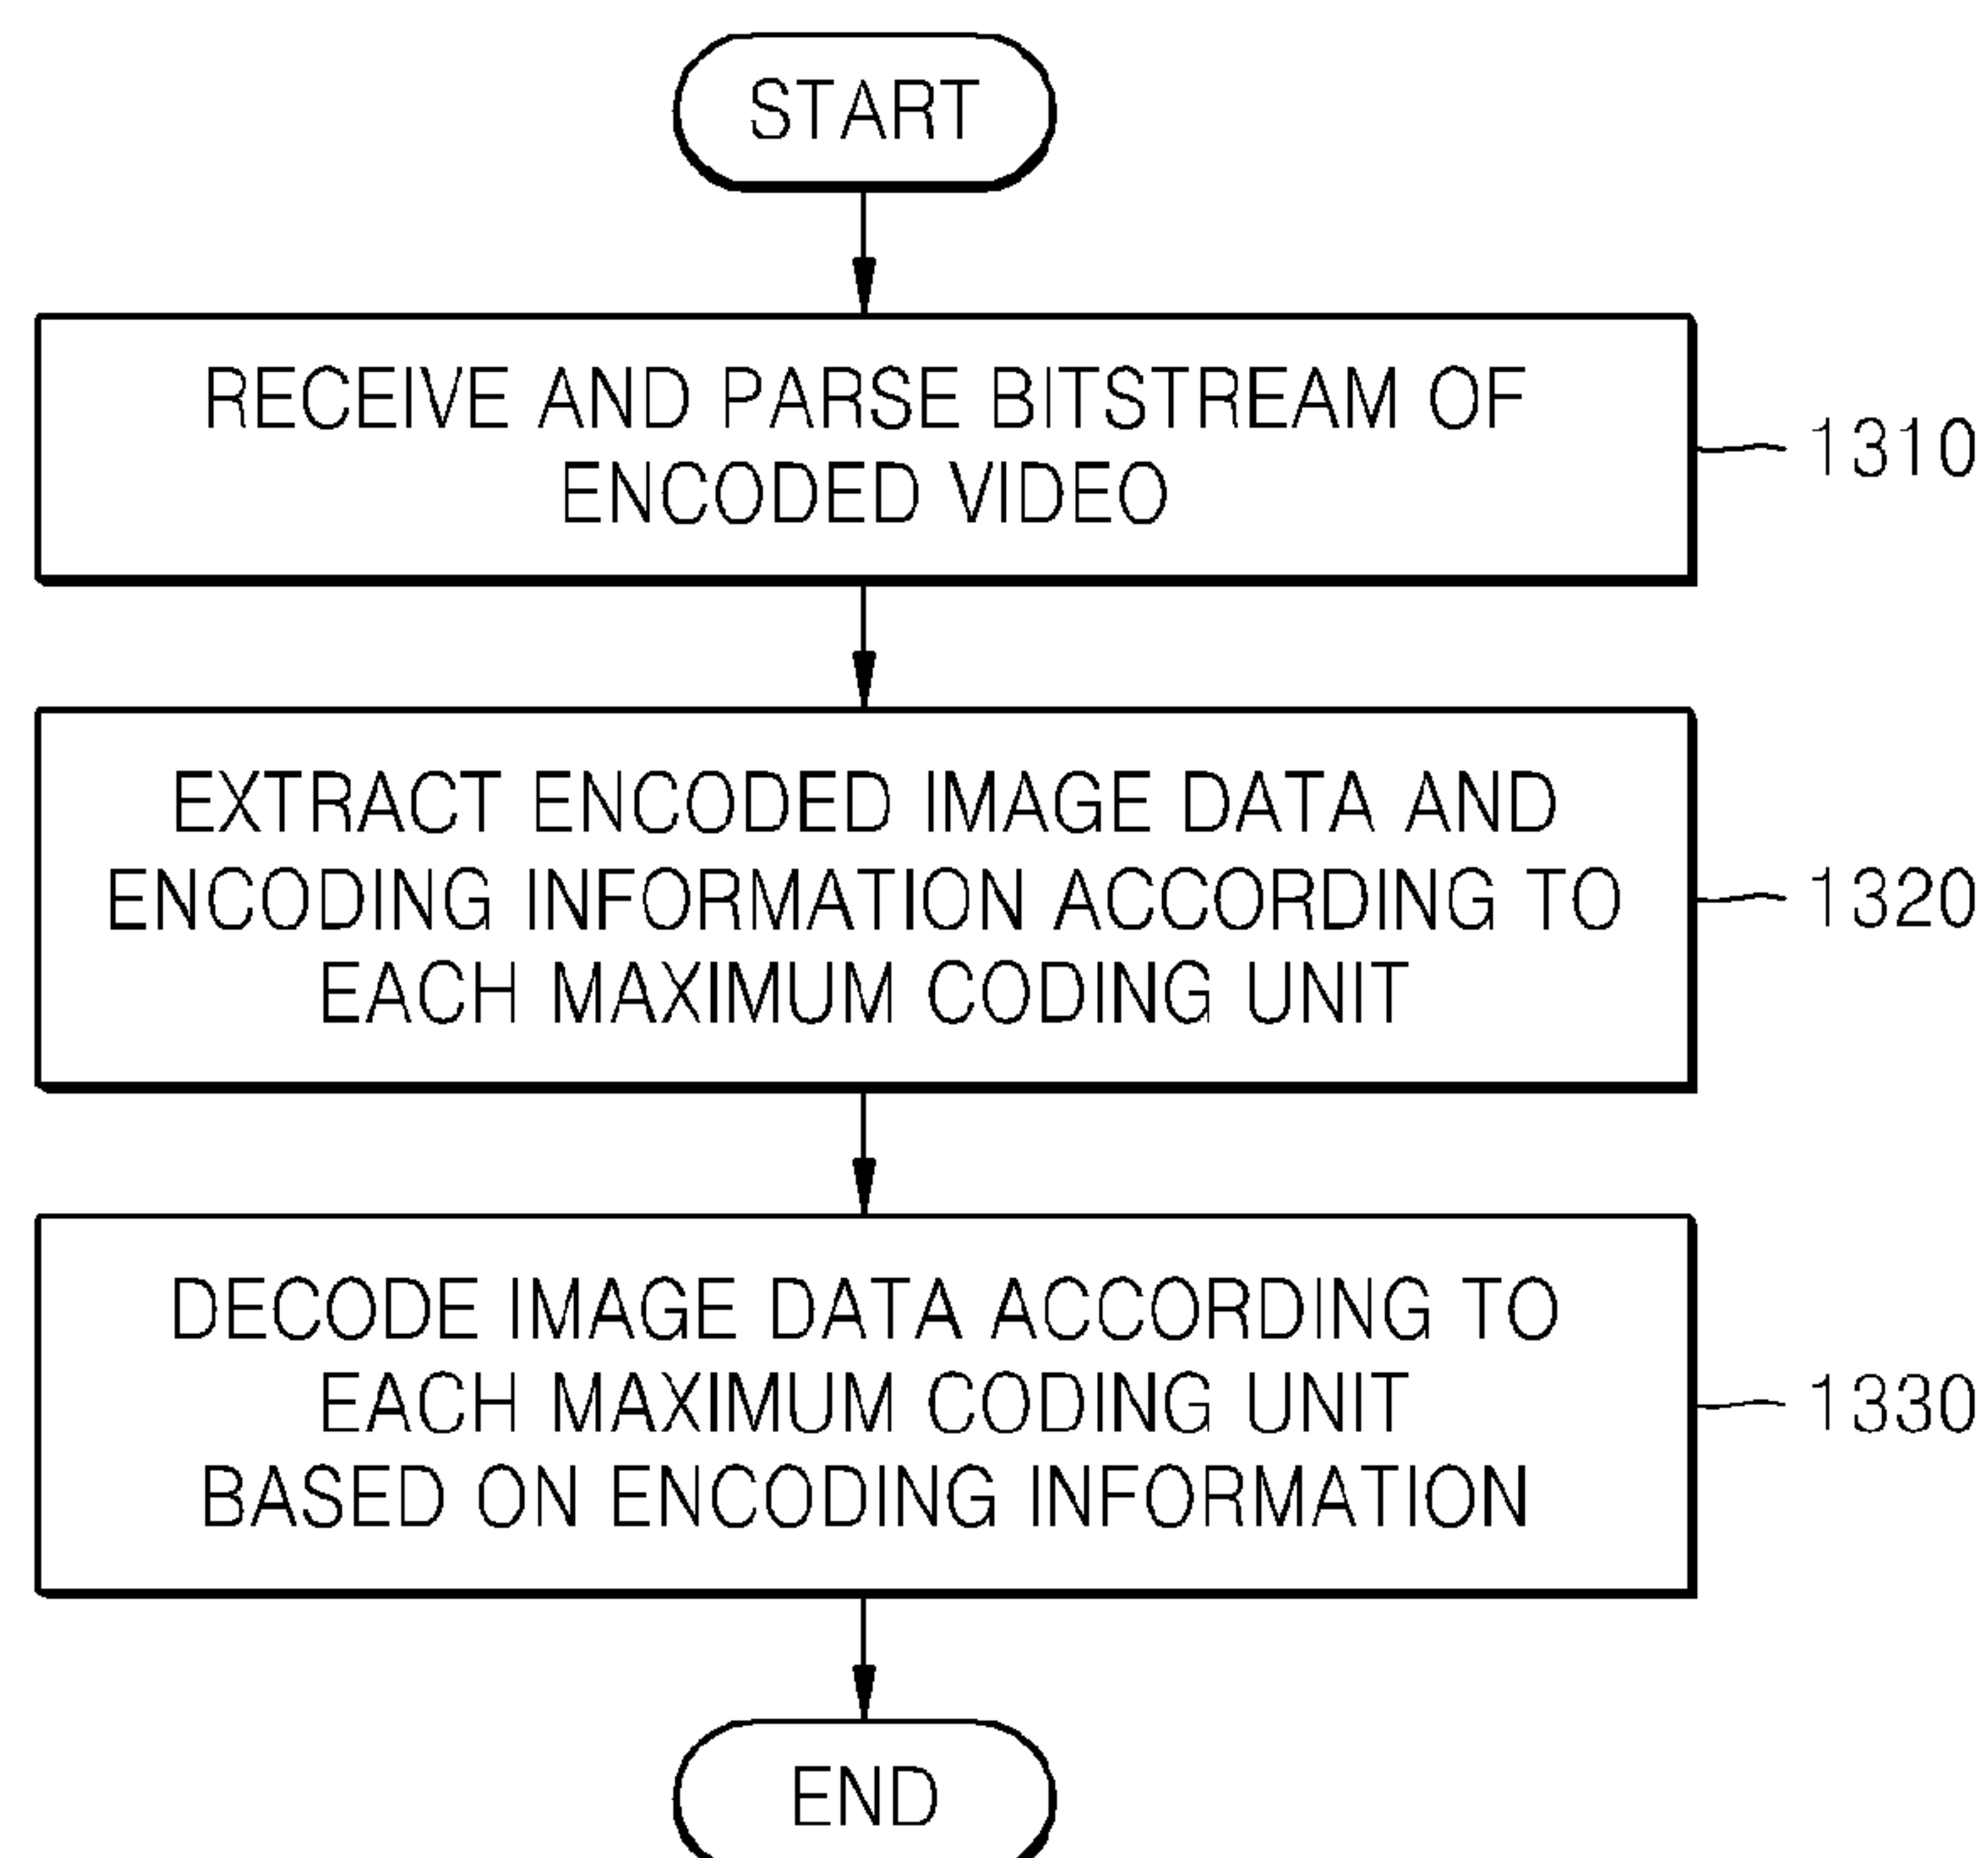 START
RECEIVE AND PARSE BITSTREAM OF
ENCODED VIDEO
1310
EXTRACT ENCODED IMAGE DATA AND
ENCODING INFORMATION ACCORDING TO
EACH MAXIMUM CODING UNIT
1320
DECODE IMAGE DATA ACCORDING TO
EACH MAXIMUM CODING UNIT
BASED ON ENCODING INFORMATION
1330
END